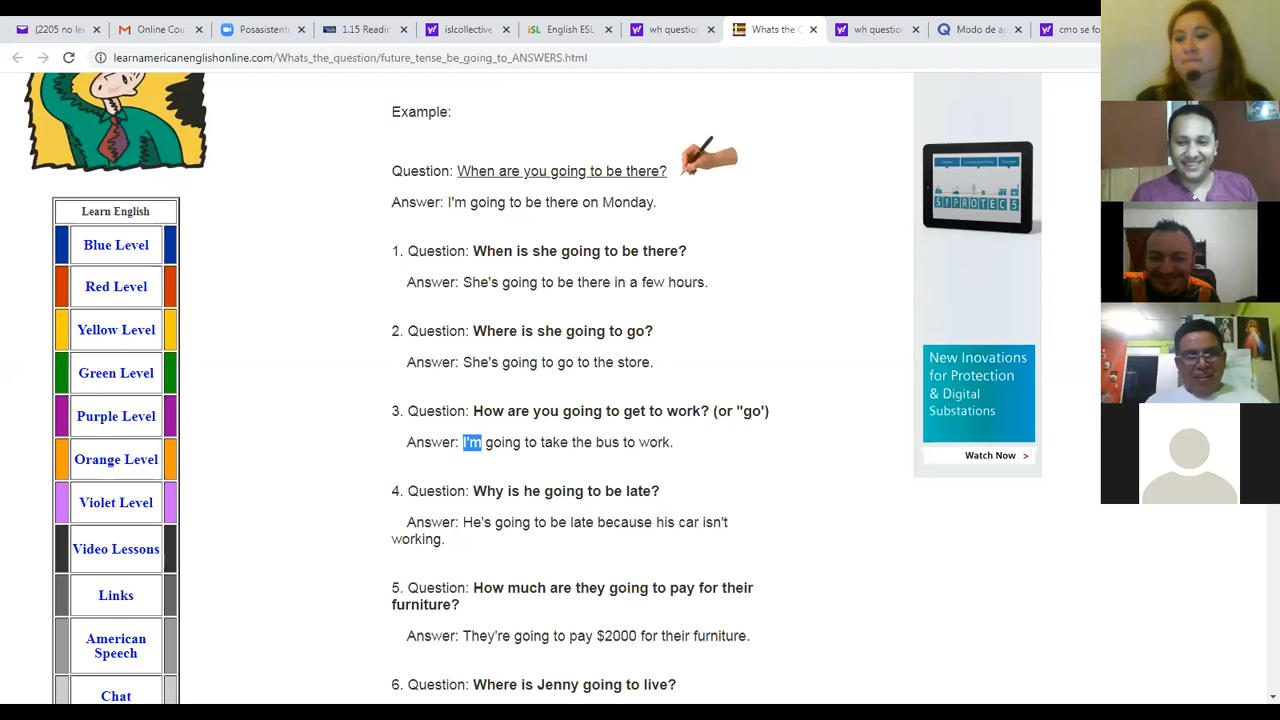 (2205 no lei
Online Cou
Posasistente
1.15 Readin
islcollective
English ESL
wh questio
Whats the Q
wh question
Modo de ap
cmo se fo
learnamericanenglishonline.com/Whats_the_question/future_tense_be_going_to_ANSWERS.html
Example:
Question: When are you going to be there?
Answer: I'm going to be there on Monday.
1. Question: When is she going to be there?
Answer: She's going to be there in a few hours.
2. Question: Where is she going to go?
Answer: She's going to go to the store.
3. Question: How are you going to get to work? (or "go')
Answer: I'm going to take the bus to work.
4. Question: Why is he going to be late?
Answer: He's going to be late because his car isn't
working.
5. Question: How much are they going to pay for their
furniture?
Answer: They're going to pay $2000 for their furniture.
6. Question: Where is Jenny going to live?
Learn English
Blue Level
Red Level
Yellow Level
Green Level
Purple Level
Orange Level
Violet Level
Video Lessons
Links
American
Speech
Chat
SIPROTEC 5
New Inovations
for Protection
& Digital
Substations
Watch Now >